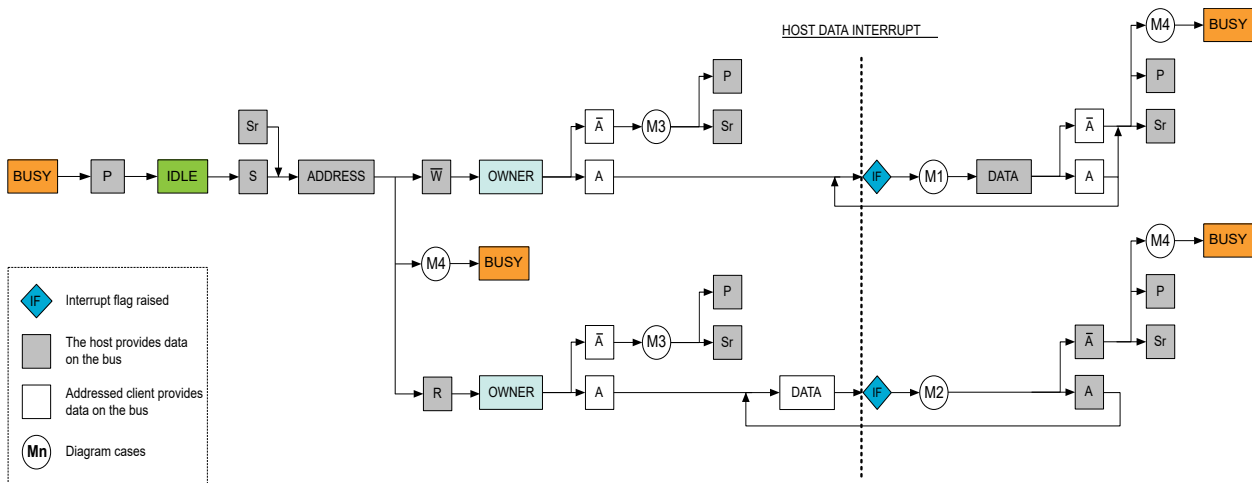 HOST DATA INTERRUPT
M4
BUSY
P
P
Sr
A̅
M3
Sr
A̅
Sr
BUSY
P
IDLE
S
ADDRESS
W̅
OWNER
A
IF
M1
DATA
A
M4
BUSY
M4
BUSY
P
P
A̅
M3
Sr
A̅
Sr
R
OWNER
A
DATA
IF
M2
A
IF
Interrupt flag raised
The host provides data
on the bus
Addressed client provides
data on the bus
Mn
Diagram cases